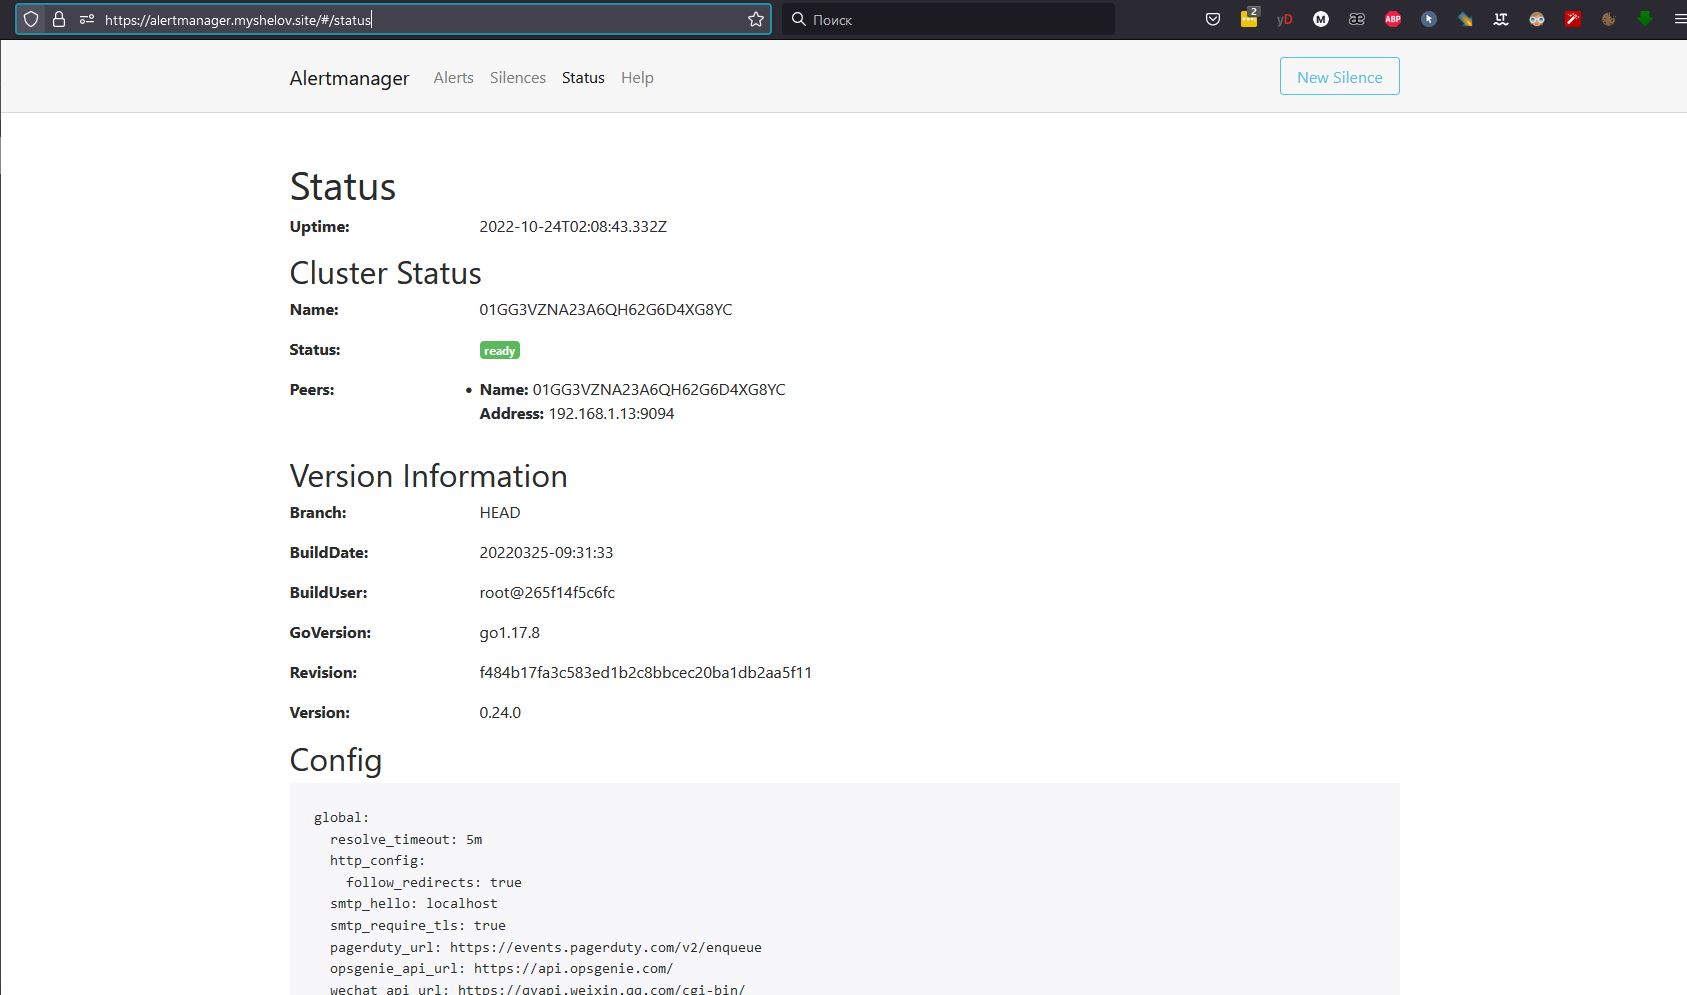 https://alertmanager.myshelov.site/#/status
Поиск
2
yD
M
æ
ABP
LT
Alertmanager Alerts Silences Status Help New Silence
Status
Uptime: 2022-10-24T02:08:43.332Z
Cluster Status
Name: 01GG3VZNA23A6QH62G6D4XG8YC
Status: ready
Peers: • Name: 01GG3VZNA23A6QH62G6D4XG8YC
Address: 192.168.1.13:9094
Version Information
Branch: HEAD
BuildDate: 20220325-09:31:33
BuildUser: root@265f14f5c6fc
GoVersion: go1.17.8
Revision: f484b17fa3c583ed1b2c8bbcec20ba1db2aa5f11
Version: 0.24.0
Config
global:
resolve_timeout: 5m
http_config:
follow_redirects: true
smtp_hello: localhost
smtp_require_tls: true
pagerduty_url: https://events.pagerduty.com/v2/enqueue
opsgenie_api_url: https://api.opsgenie.com/
wechat_api_url: https://qyapi.weixin.qq.com/cgi-bin/